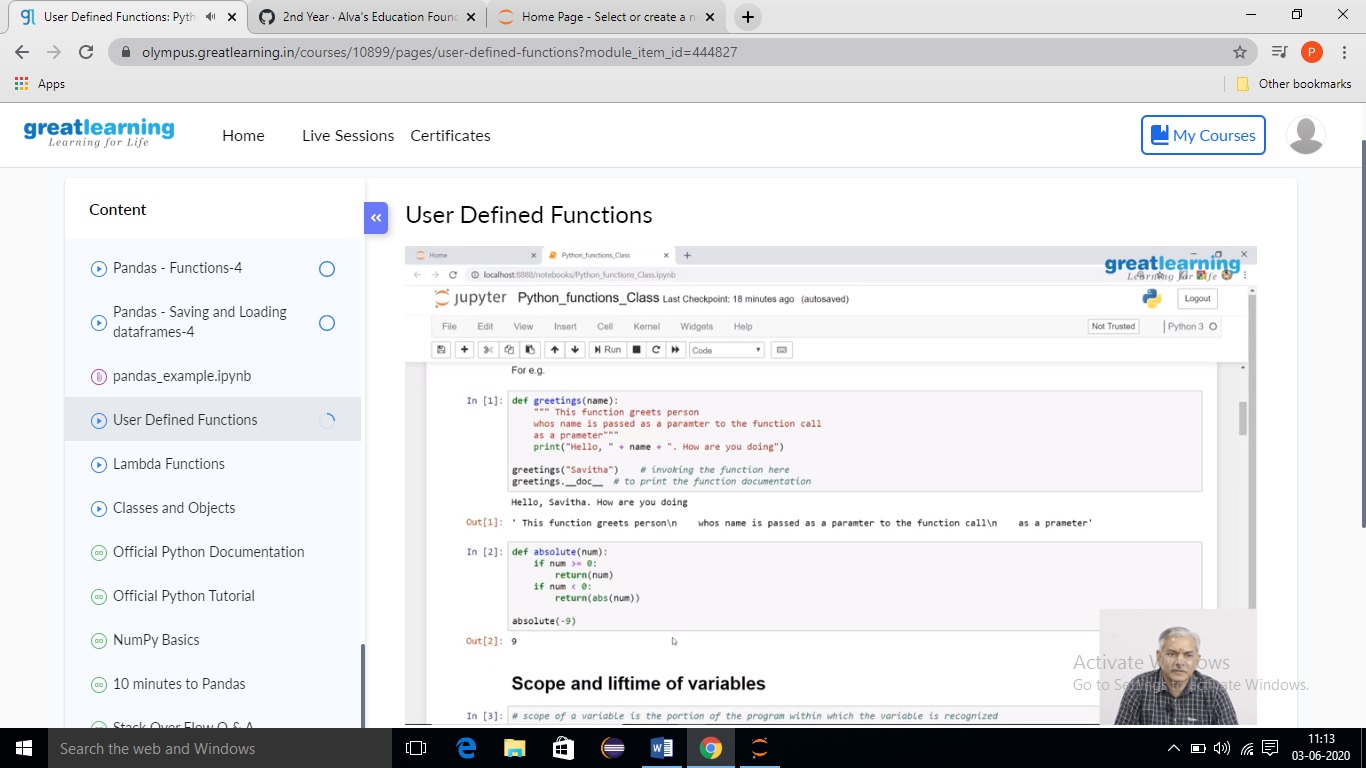 User Defined Functions: Pyth
2nd Year · Alva's Education Foun
Home Page - Select or create a n
olympus.greatlearning.in/courses/10899/pages/user-defined-functions?module_item_id=444827
P
Apps
Other bookmarks
greatlearning
Learning for Life
Home
Live Sessions
Certificates
My Courses
Content
Pandas - Functions-4
Pandas - Saving and Loading
dataframes-4
pandas_example.ipynb
User Defined Functions
Lambda Functions
Classes and Objects
Official Python Documentation
Official Python Tutorial
NumPy Basics
10 minutes to Pandas
Stack Over Flow Q & A
User Defined Functions
Home
Python_functions_Class
localhost:8888/notebooks/Python_functions_Class.ipynb
greatlearning
Learning for Life
jupyter Python_functions_Class Last Checkpoint: 18 minutes ago (autosaved)
Logout
File Edit View Insert Cell Kernel Widgets Help
Not Trusted
Python 3
Run
Code
For e.g.
In [1]: def greetings(name):
""" This function greets person
whos name is passed as a paramter to the function call
as a prameter"""
print("Hello, " + name + ". How are you doing")
greetings("Savitha") # invoking the function here
greetings.__doc__ # to print the function documentation
Hello, Savitha. How are you doing
Out[1]: ' This function greets person\n whos name is passed as a paramter to the function call\n as a prameter'
In [2]: def absolute(num):
if num >= 0:
return(num)
if num < 0:
return(abs(num))
absolute(-9)
Out[2]: 9
Scope and liftime of variables
In [3]: # scope of a variable is the portion of the program within which the variable is recognized
Activate Windows
Go to Settings to activate Windows.
Search the web and Windows
11:13
03-06-2020